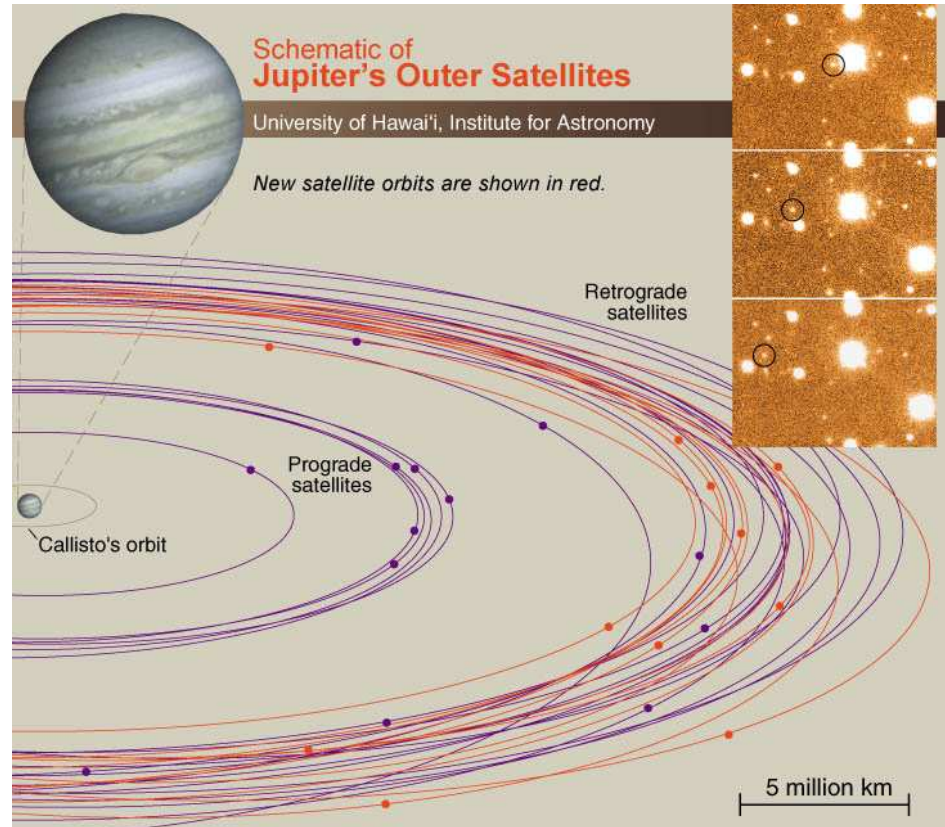 Schematic of
Jupiter's Outer Satellites
University of Hawai‘i, Institute for Astronomy
New satellite orbits are shown in red.
Retrograde
satellites
Prograde
satellites
Callisto's orbit
5 million km